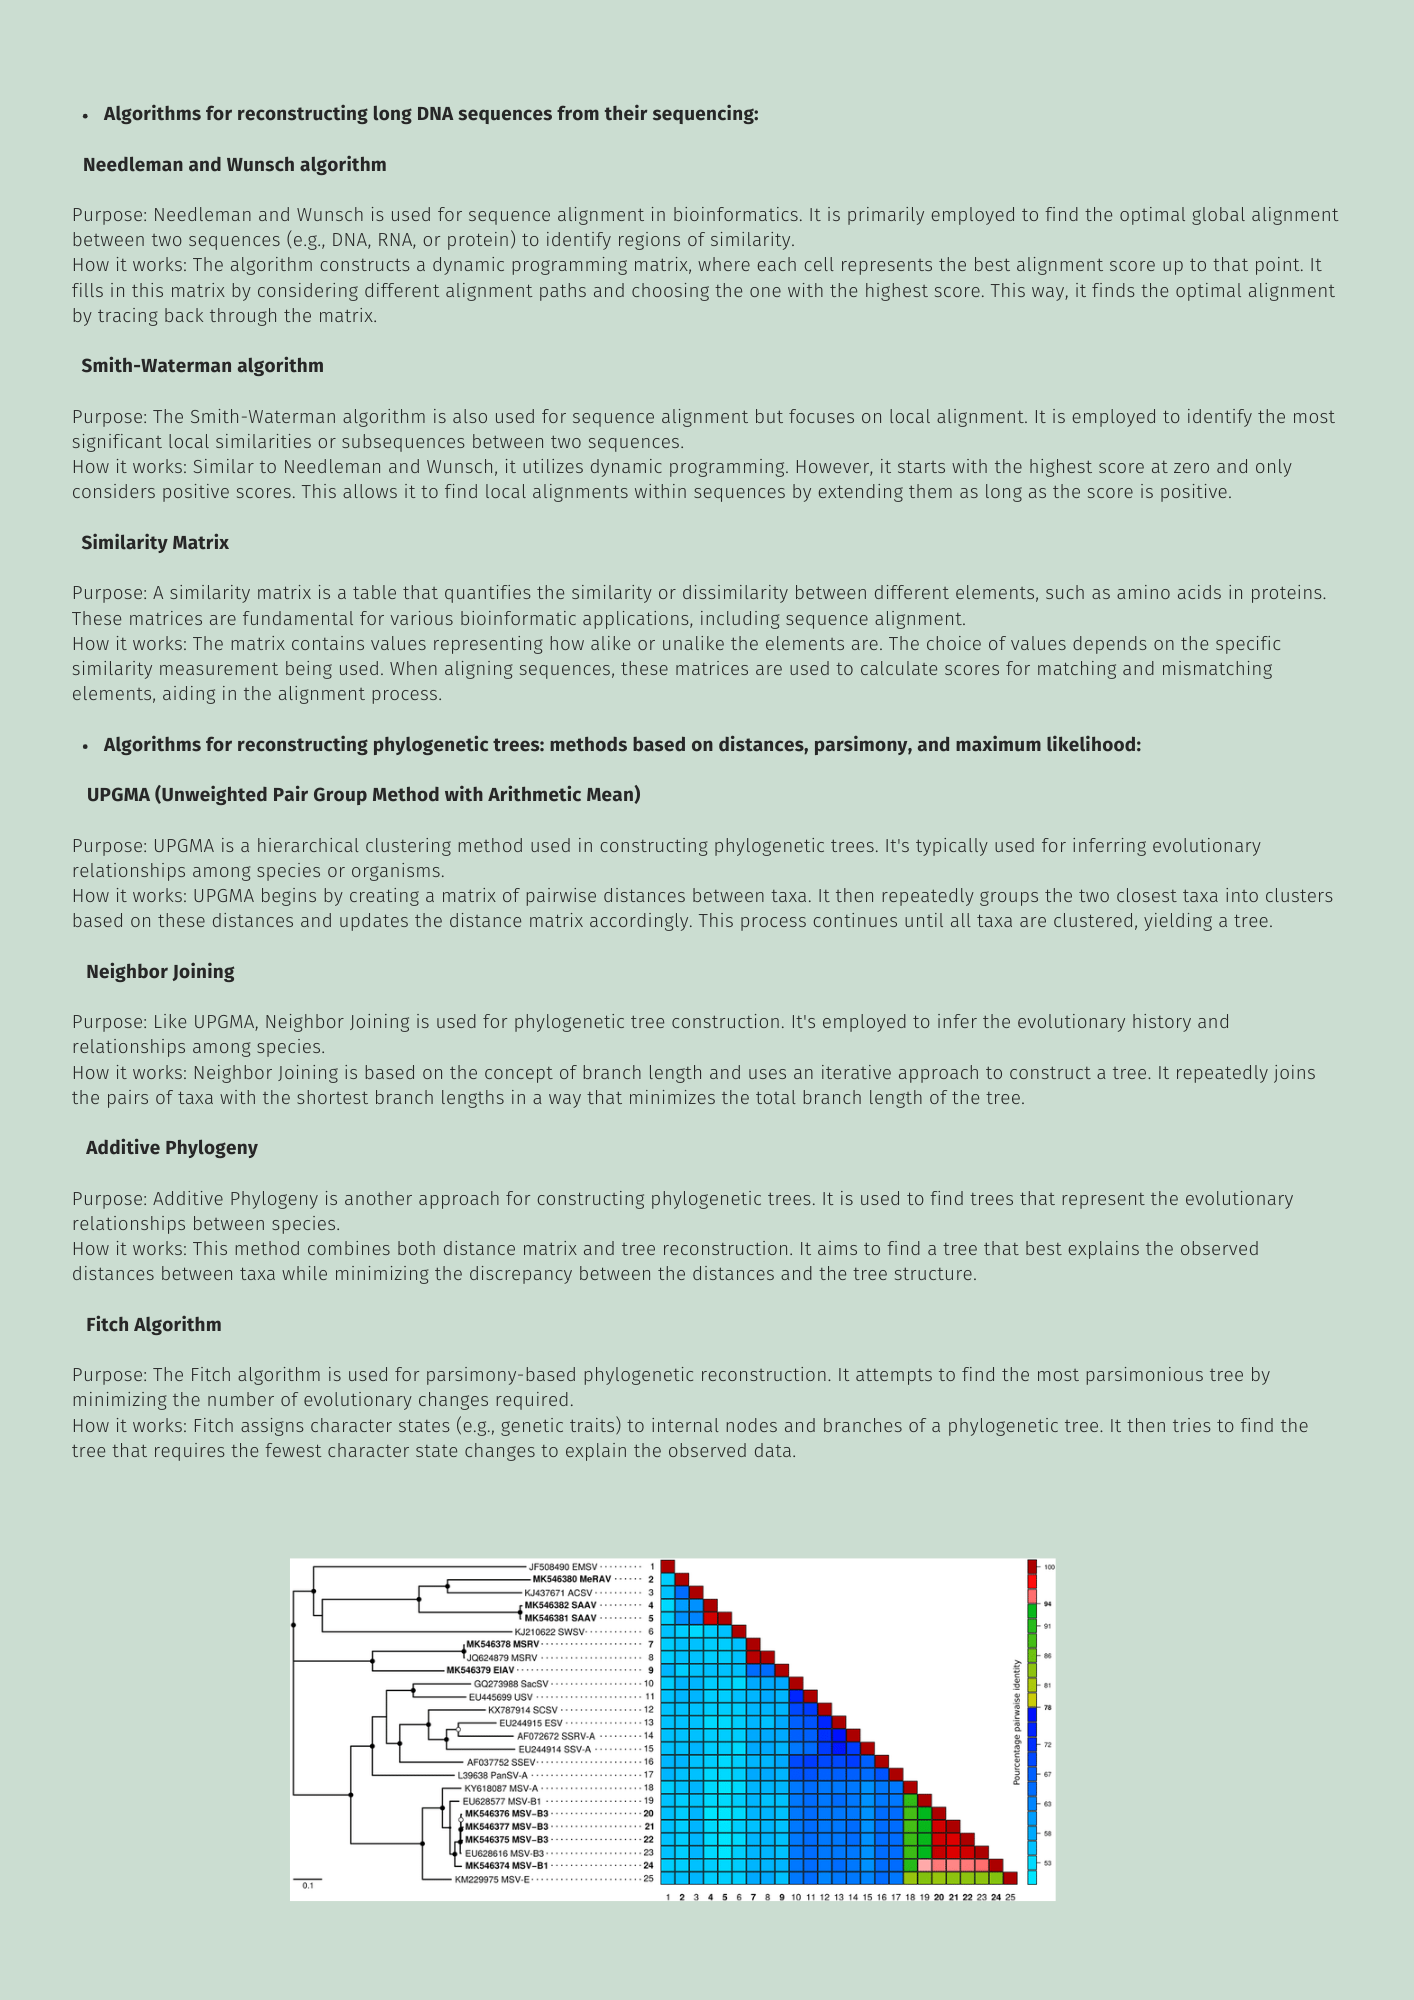 • Algorithms for reconstructing long DNA sequences from their sequencing:
Needleman and Wunsch algorithm
Purpose: Needleman and Wunsch is used for sequence alignment in bioinformatics. It is primarily employed to find the optimal global alignment
between two sequences (e.g., DNA, RNA, or protein) to identify regions of similarity.
How it works: The algorithm constructs a dynamic programming matrix, where each cell represents the best alignment score up to that point. It
fills in this matrix by considering different alignment paths and choosing the one with the highest score. This way, it finds the optimal alignment
by tracing back through the matrix.
Smith-Waterman algorithm
Purpose: The Smith-Waterman algorithm is also used for sequence alignment but focuses on local alignment. It is employed to identify the most
significant local similarities or subsequences between two sequences.
How it works: Similar to Needleman and Wunsch, it utilizes dynamic programming. However, it starts with the highest score at zero and only
considers positive scores. This allows it to find local alignments within sequences by extending them as long as the score is positive.
Similarity Matrix
Purpose: A similarity matrix is a table that quantifies the similarity or dissimilarity between different elements, such as amino acids in proteins.
These matrices are fundamental for various bioinformatic applications, including sequence alignment.
How it works: The matrix contains values representing how alike or unalike the elements are. The choice of values depends on the specific
similarity measurement being used. When aligning sequences, these matrices are used to calculate scores for matching and mismatching
elements, aiding in the alignment process.
• Algorithms for reconstructing phylogenetic trees: methods based on distances, parsimony, and maximum likelihood:
UPGMA (Unweighted Pair Group Method with Arithmetic Mean)
Purpose: UPGMA is a hierarchical clustering method used in constructing phylogenetic trees. It's typically used for inferring evolutionary
relationships among species or organisms.
How it works: UPGMA begins by creating a matrix of pairwise distances between taxa. It then repeatedly groups the two closest taxa into clusters
based on these distances and updates the distance matrix accordingly. This process continues until all taxa are clustered, yielding a tree.
Neighbor Joining
Purpose: Like UPGMA, Neighbor Joining is used for phylogenetic tree construction. It's employed to infer the evolutionary history and
relationships among species.
How it works: Neighbor Joining is based on the concept of branch length and uses an iterative approach to construct a tree. It repeatedly joins
the pairs of taxa with the shortest branch lengths in a way that minimizes the total branch length of the tree.
Additive Phylogeny
Purpose: Additive Phylogeny is another approach for constructing phylogenetic trees. It is used to find trees that represent the evolutionary
relationships between species.
How it works: This method combines both distance matrix and tree reconstruction. It aims to find a tree that best explains the observed
distances between taxa while minimizing the discrepancy between the distances and the tree structure.
Fitch Algorithm
Purpose: The Fitch algorithm is used for parsimony-based phylogenetic reconstruction. It attempts to find the most parsimonious tree by
minimizing the number of evolutionary changes required.
How it works: Fitch assigns character states (e.g., genetic traits) to internal nodes and branches of a phylogenetic tree. It then tries to find the
tree that requires the fewest character state changes to explain the observed data.
JF508490 EMSV 1
MK546380 MeRAV 2
KJ437671 ACSV 3
MK546382 SAAV 4
MK546381 SAAV 5
KJ210622 SWSV 6
MK546378 MSRV 7
JQ624879 MSRV 8
MK546379 EIAV 9
GQ273988 SacSV 10
EU445699 USV 11
KX787914 SCSV 12
EU244915 ESV 13
AF072672 SSRV-A 14
EU244914 SSV-A 15
AF037752 SSEV 16
L39638 PanSV-A 17
KY618087 MSV-A 18
EU628577 MSV-B1 19
MK546376 MSV-B3 20
MK546377 MSV-B3 21
MK546375 MSV-B3 22
EU628616 MSV-B3 23
MK546374 MSV-B1 24
KM229975 MSV-E 25
0.1
1 2 3 4 5 6 7 8 9 10 11 12 13 14 15 16 17 18 19 20 21 22 23 24 25
Pourcentage pairwaise identity
100
94
91
86
81
78
72
67
63
58
53